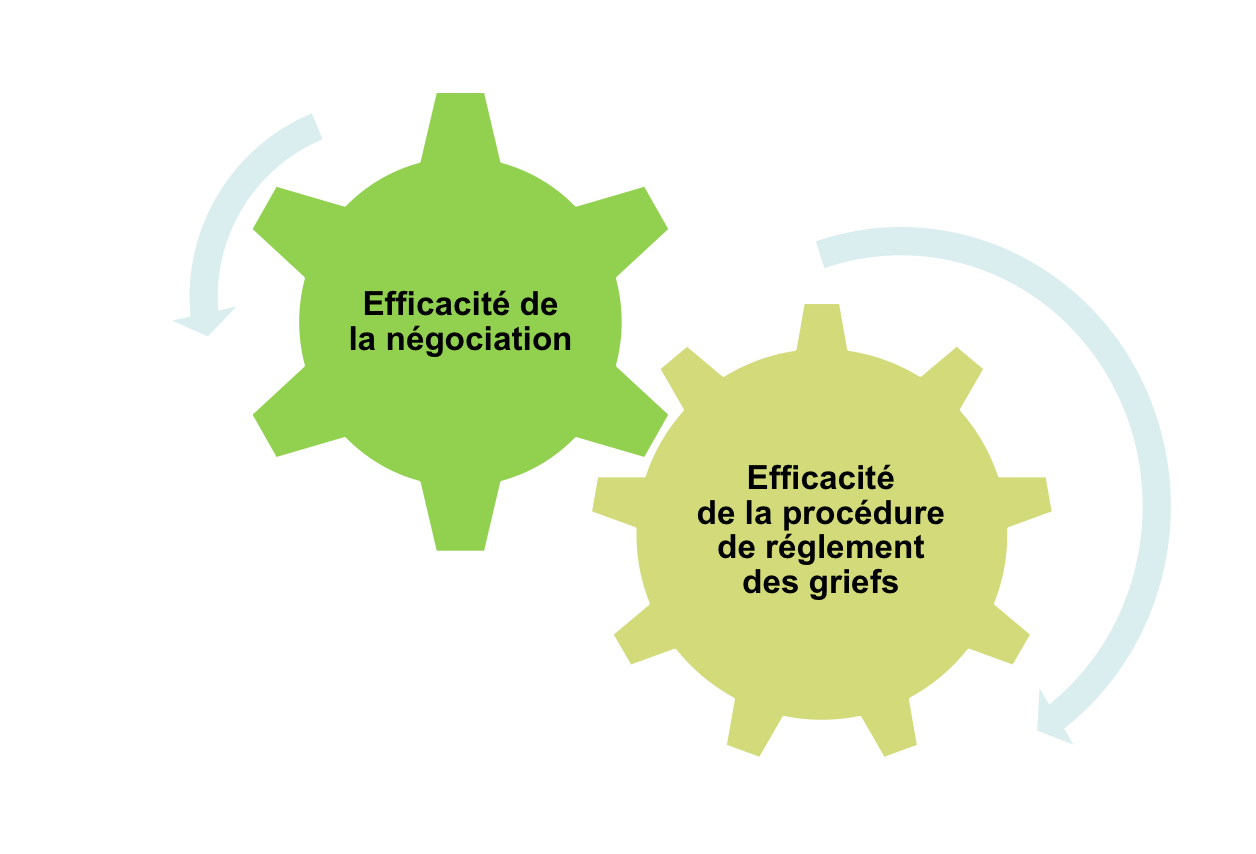 Efficacité de
la négociation
Efficacité
de la procédure
de réglement
des griefs